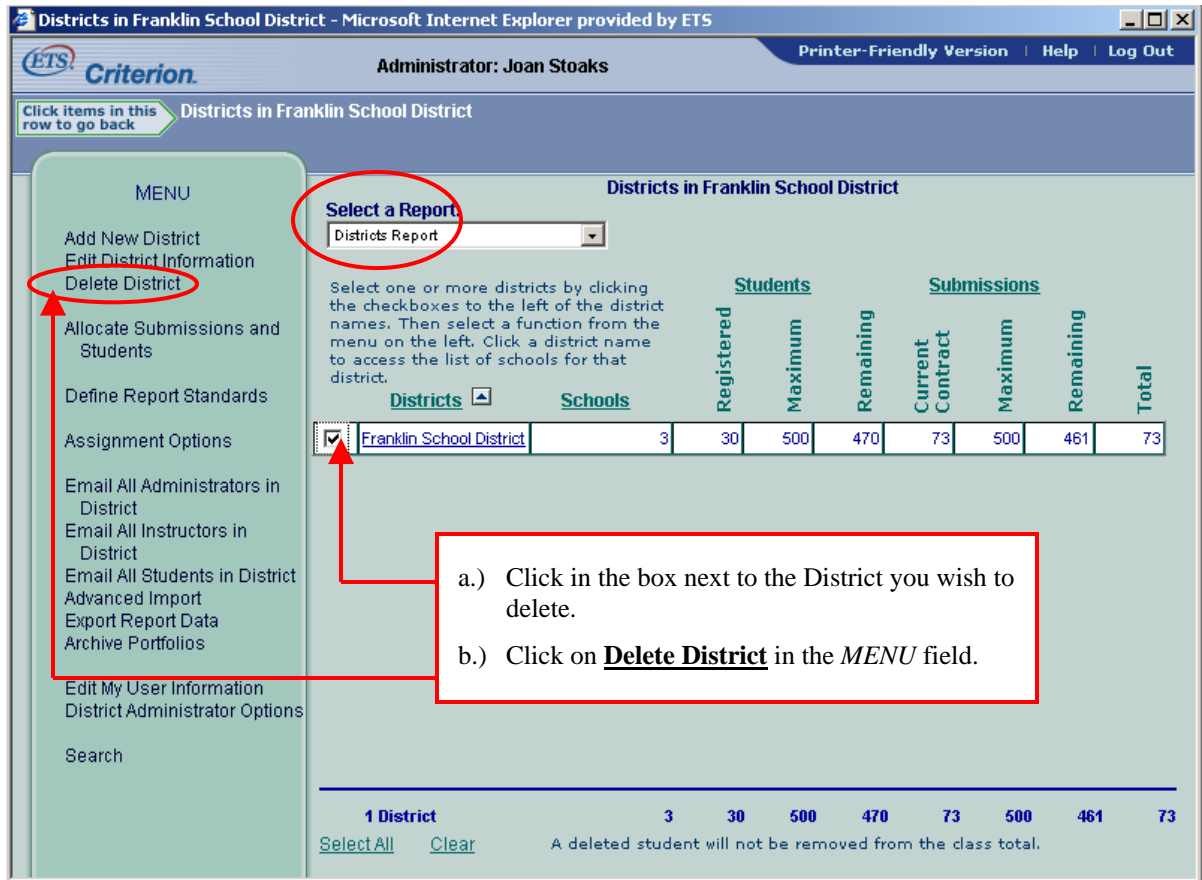 Districts in Franklin School District - Microsoft Internet Explorer provided by ETS
ETS Criterion.
Administrator: Joan Stoaks
Printer-Friendly Version | Help | Log Out
Click items in this
row to go back
Districts in Franklin School District
MENU
Add New District
Edit District Information
Delete District
Allocate Submissions and
Students
Define Report Standards
Assignment Options
Email All Administrators in
District
Email All Instructors in
District
Email All Students in District
Advanced Import
Export Report Data
Archive Portfolios
Edit My User Information
District Administrator Options
Search
Districts in Franklin School District
Select a Report:
Districts Report
Select one or more districts by clicking
the checkboxes to the left of the district
names. Then select a function from the
menu on the left. Click a district name
to access the list of schools for that
district.
Students Submissions
Districts Schools Registered Maximum Remaining Current Contract Maximum Remaining Total
Franklin School District 3 30 500 470 73 500 461 73
a.) Click in the box next to the District you wish to
delete.
b.) Click on Delete District in the MENU field.
1 District 3 30 500 470 73 500 461 73
Select All Clear A deleted student will not be removed from the class total.